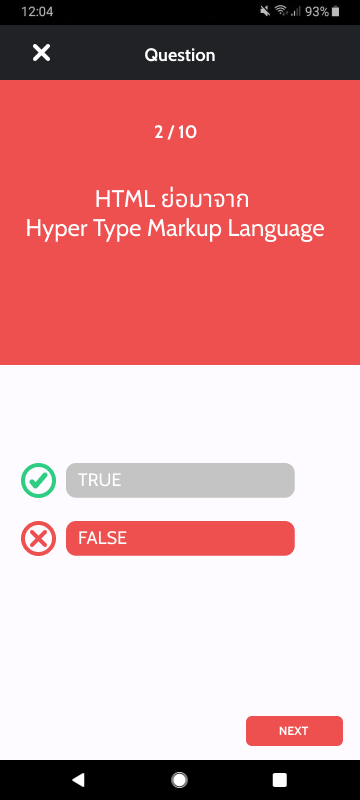 12:04
93%
Question
2 / 10
HTML ย่อมาจาก
Hyper Type Markup Language
TRUE
FALSE
NEXT